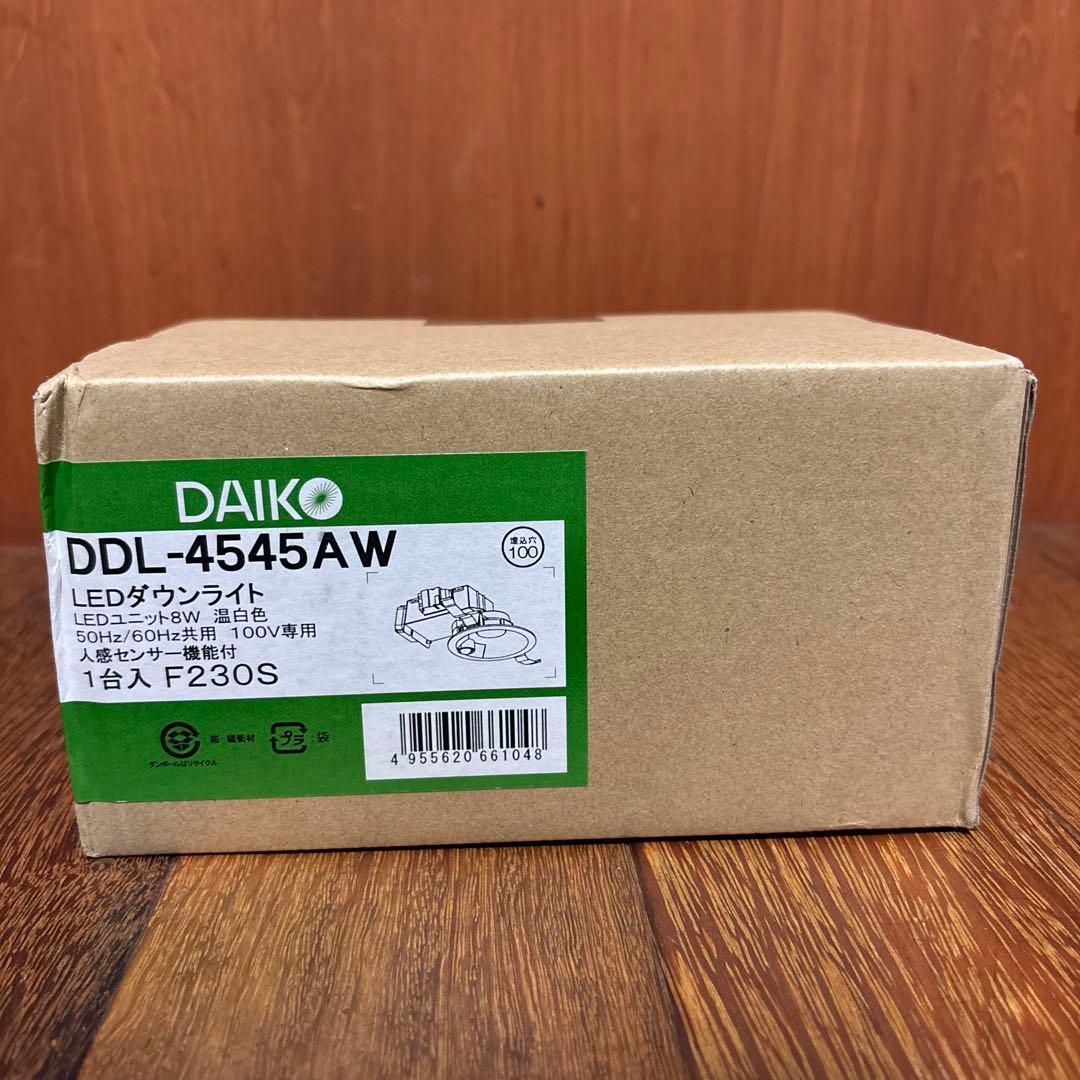 DAIKO
DDL-4545AW
埋込穴
100
LEDダウンライト
LEDユニット8W 温白色
50Hz/60Hz共用 100V専用
人感センサー機能付
1台入 F230S
:箱・緩衝材
プラ :袋
ダンボールはリサイクル
4 955620 661048